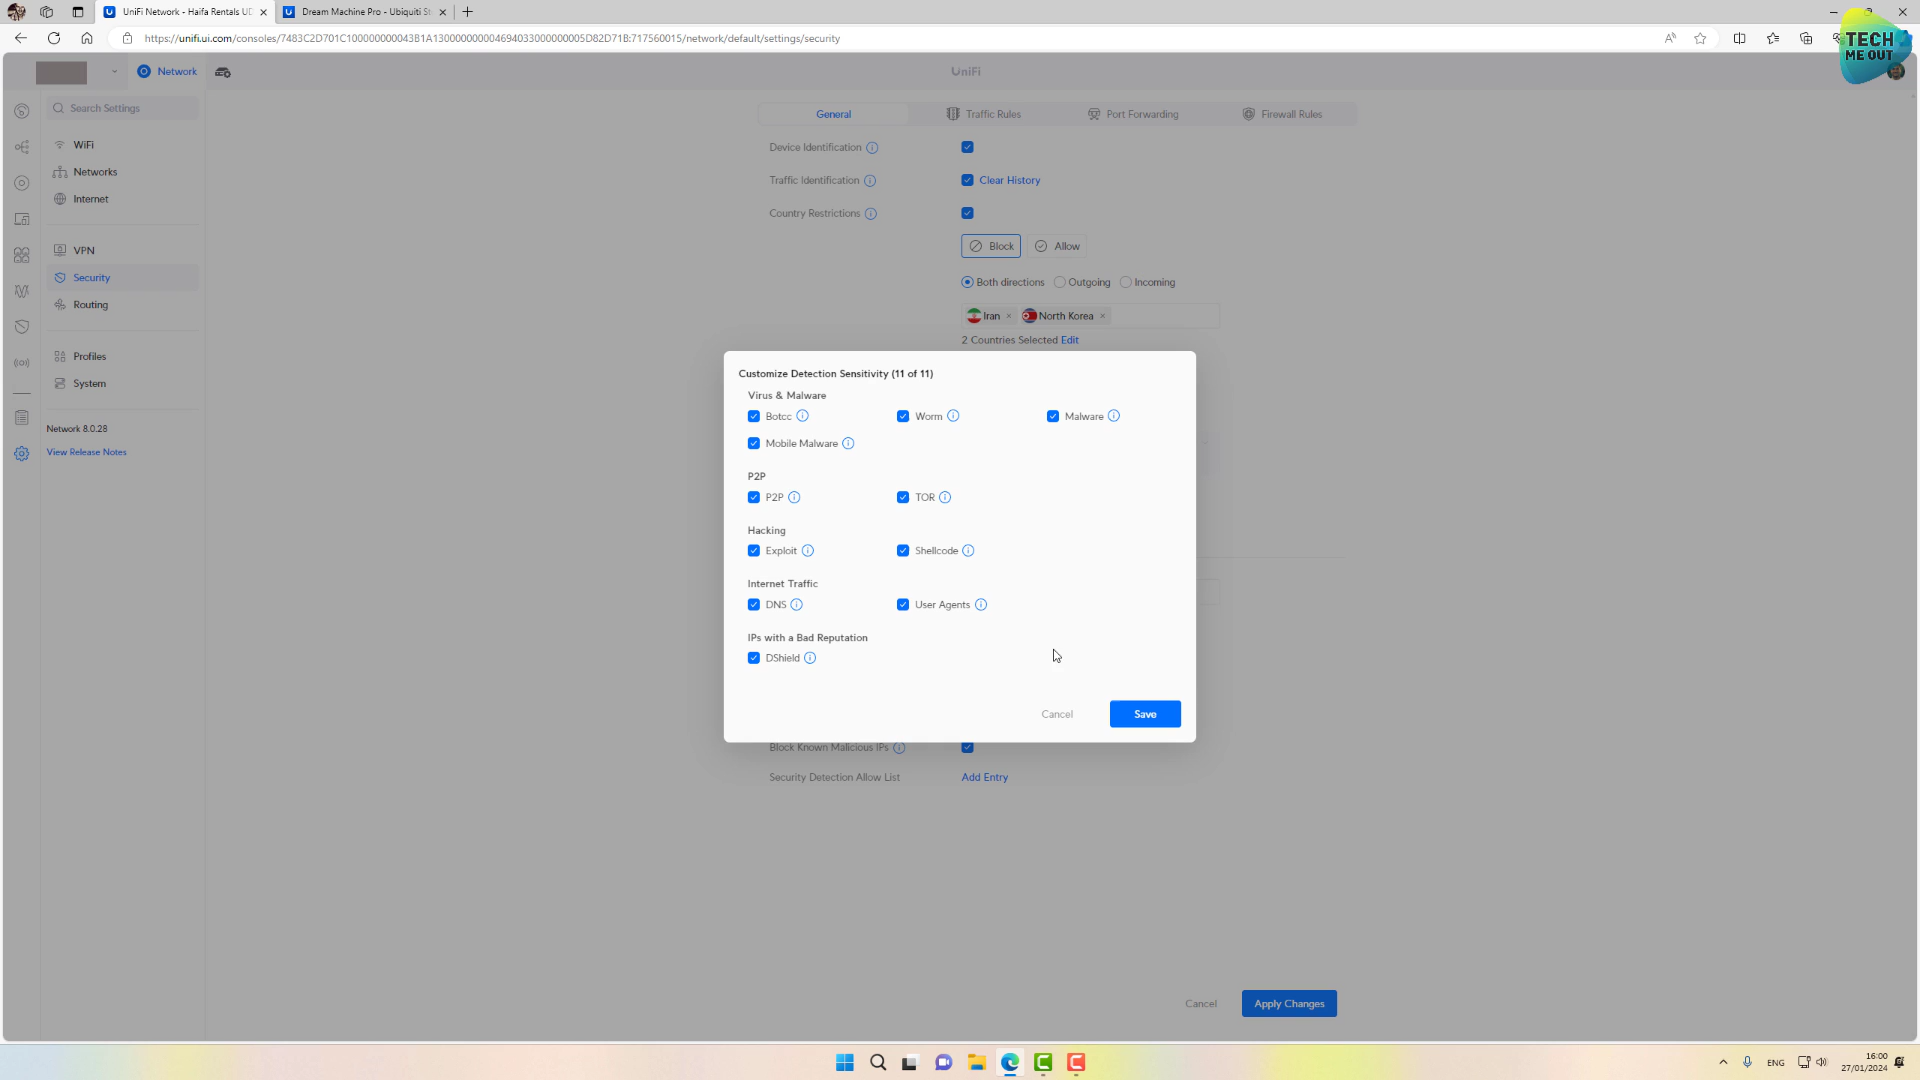 UniFi Network - Haifa Rentals UD
Dream Machine Pro - Ubiquiti St
https://unifi.ui.com/consoles/7483C2D701C10000000043B1A130000000004694033000000005D82D71B:717560015/network/default/settings/security
TECH
ME OUT
Network
UniFi
Search Settings
General
Traffic Rules
Port Forwarding
Firewall Rules
WiFi
Networks
Internet
VPN
Security
Routing
Profiles
System
Network 8.0.28
View Release Notes
Device Identification
Traffic Identification
Clear History
Country Restrictions
Block
Allow
Both directions
Outgoing
Incoming
Iran
North Korea
2 Countries Selected Edit
Customize Detection Sensitivity (11 of 11)
Virus & Malware
Botcc
Worm
Malware
Mobile Malware
P2P
P2P
TOR
Hacking
Exploit
Shellcode
Internet Traffic
DNS
User Agents
IPs with a Bad Reputation
DShield
Cancel
Save
Block Known Malicious IPs
Security Detection Allow List
Add Entry
Cancel
Apply Changes
ENG
16:00
27/01/2024